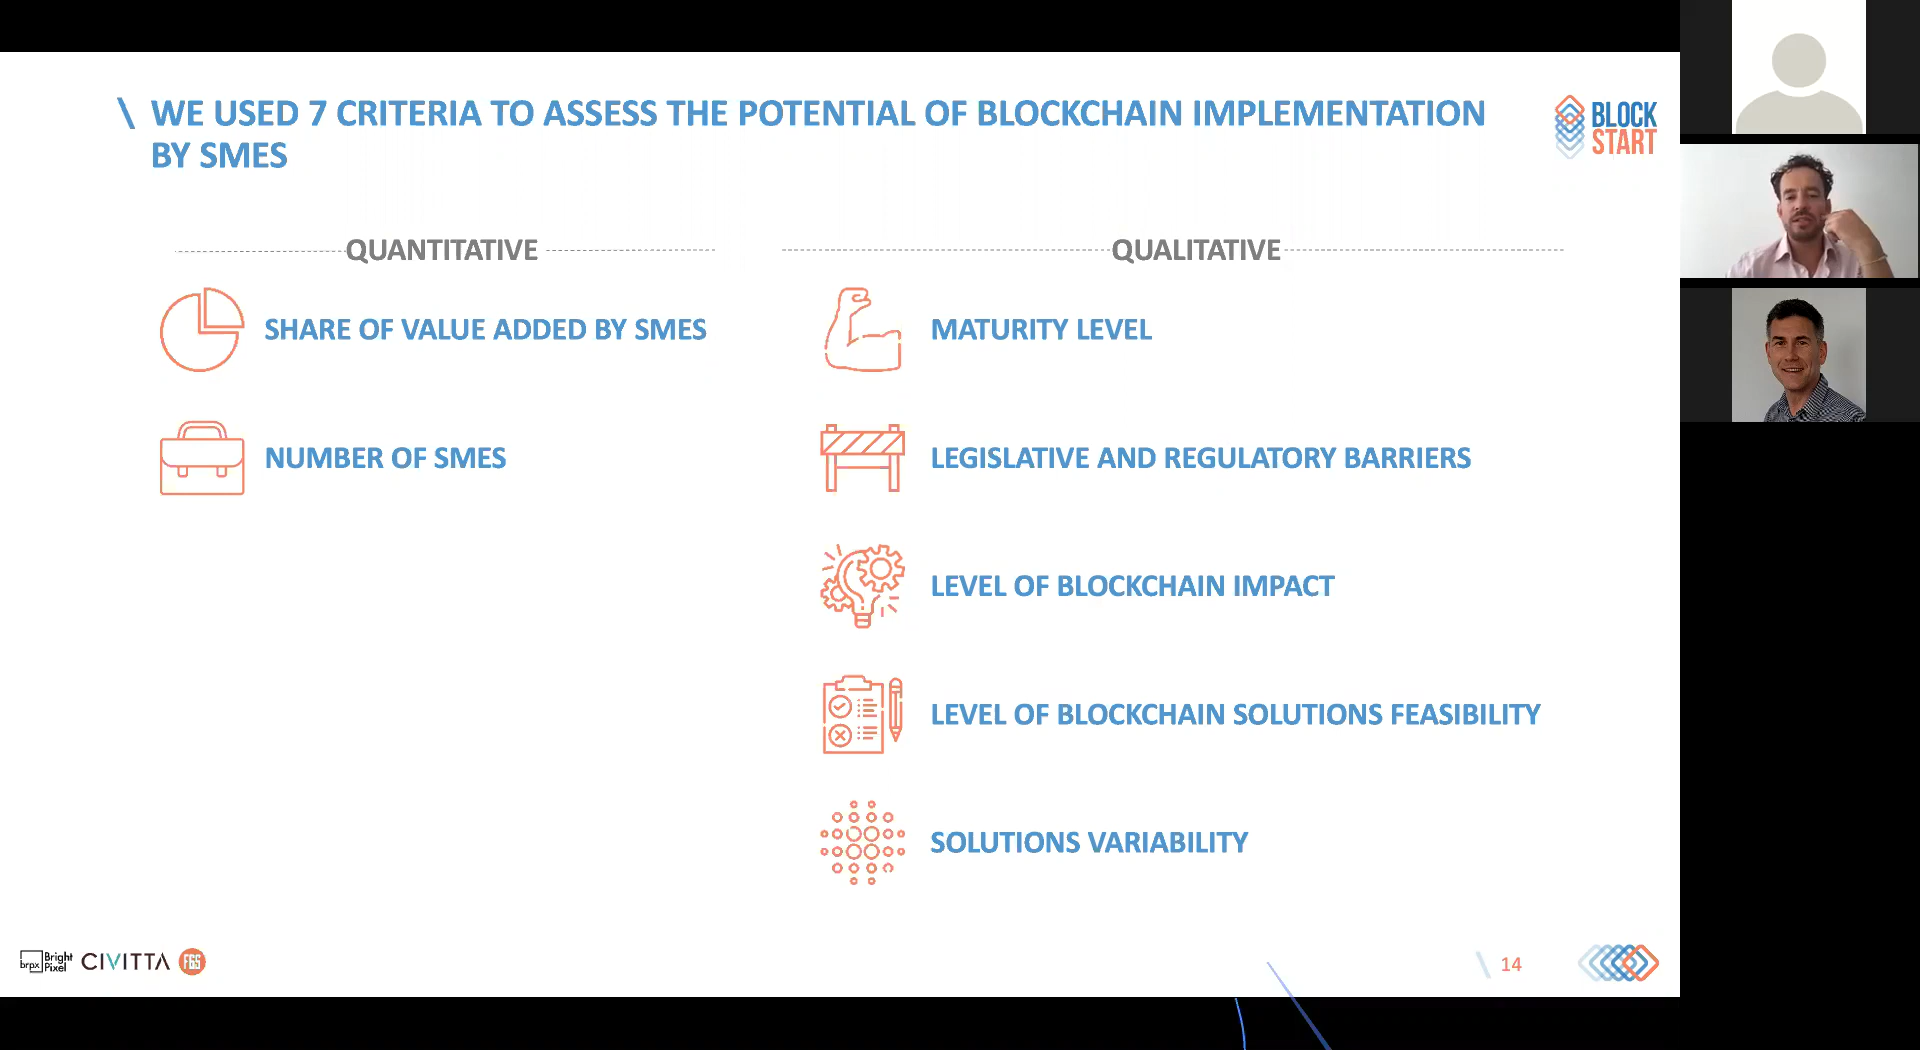 \ WE USED 7 CRITERIA TO ASSESS THE POTENTIAL OF BLOCKCHAIN IMPLEMENTATION
BY SMES
BLOCK
START
QUANTITATIVE
SHARE OF VALUE ADDED BY SMES
NUMBER OF SMES
QUALITATIVE
MATURITY LEVEL
LEGISLATIVE AND REGULATORY BARRIERS
LEVEL OF BLOCKCHAIN IMPACT
LEVEL OF BLOCKCHAIN SOLUTIONS FEASIBILITY
SOLUTIONS VARIABILITY
brpx Bright
Pixel
CIVITTA
F6S
\ 14